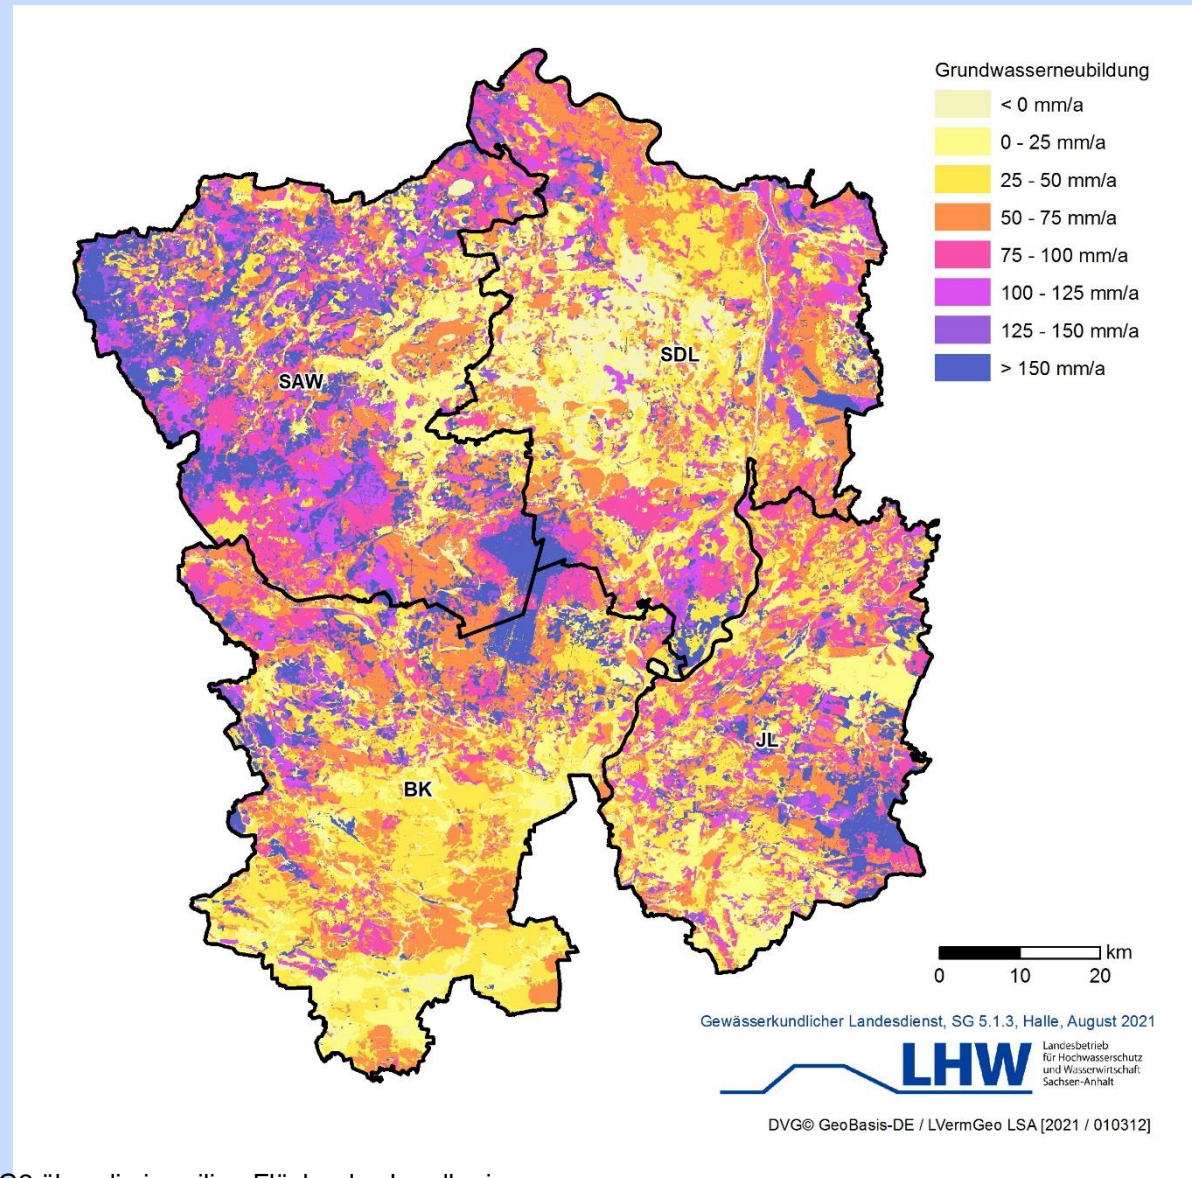 Grundwasserneubildung
< 0 mm/a
0 - 25 mm/a
25 - 50 mm/a
50 - 75 mm/a
75 - 100 mm/a
100 - 125 mm/a
125 - 150 mm/a
> 150 mm/a
SDL
SAW
JL
BK
km
0 10 20
Gewässerkundlicher Landesdienst, SG 5.1.3, Halle, August 2021
LHW
Landesbetrieb
für Hochwasserschutz
und Wasserwirtschaft
Sachsen-Anhalt
DVG© GeoBasis-DE / LVermGeo LSA [2021 / 010312]